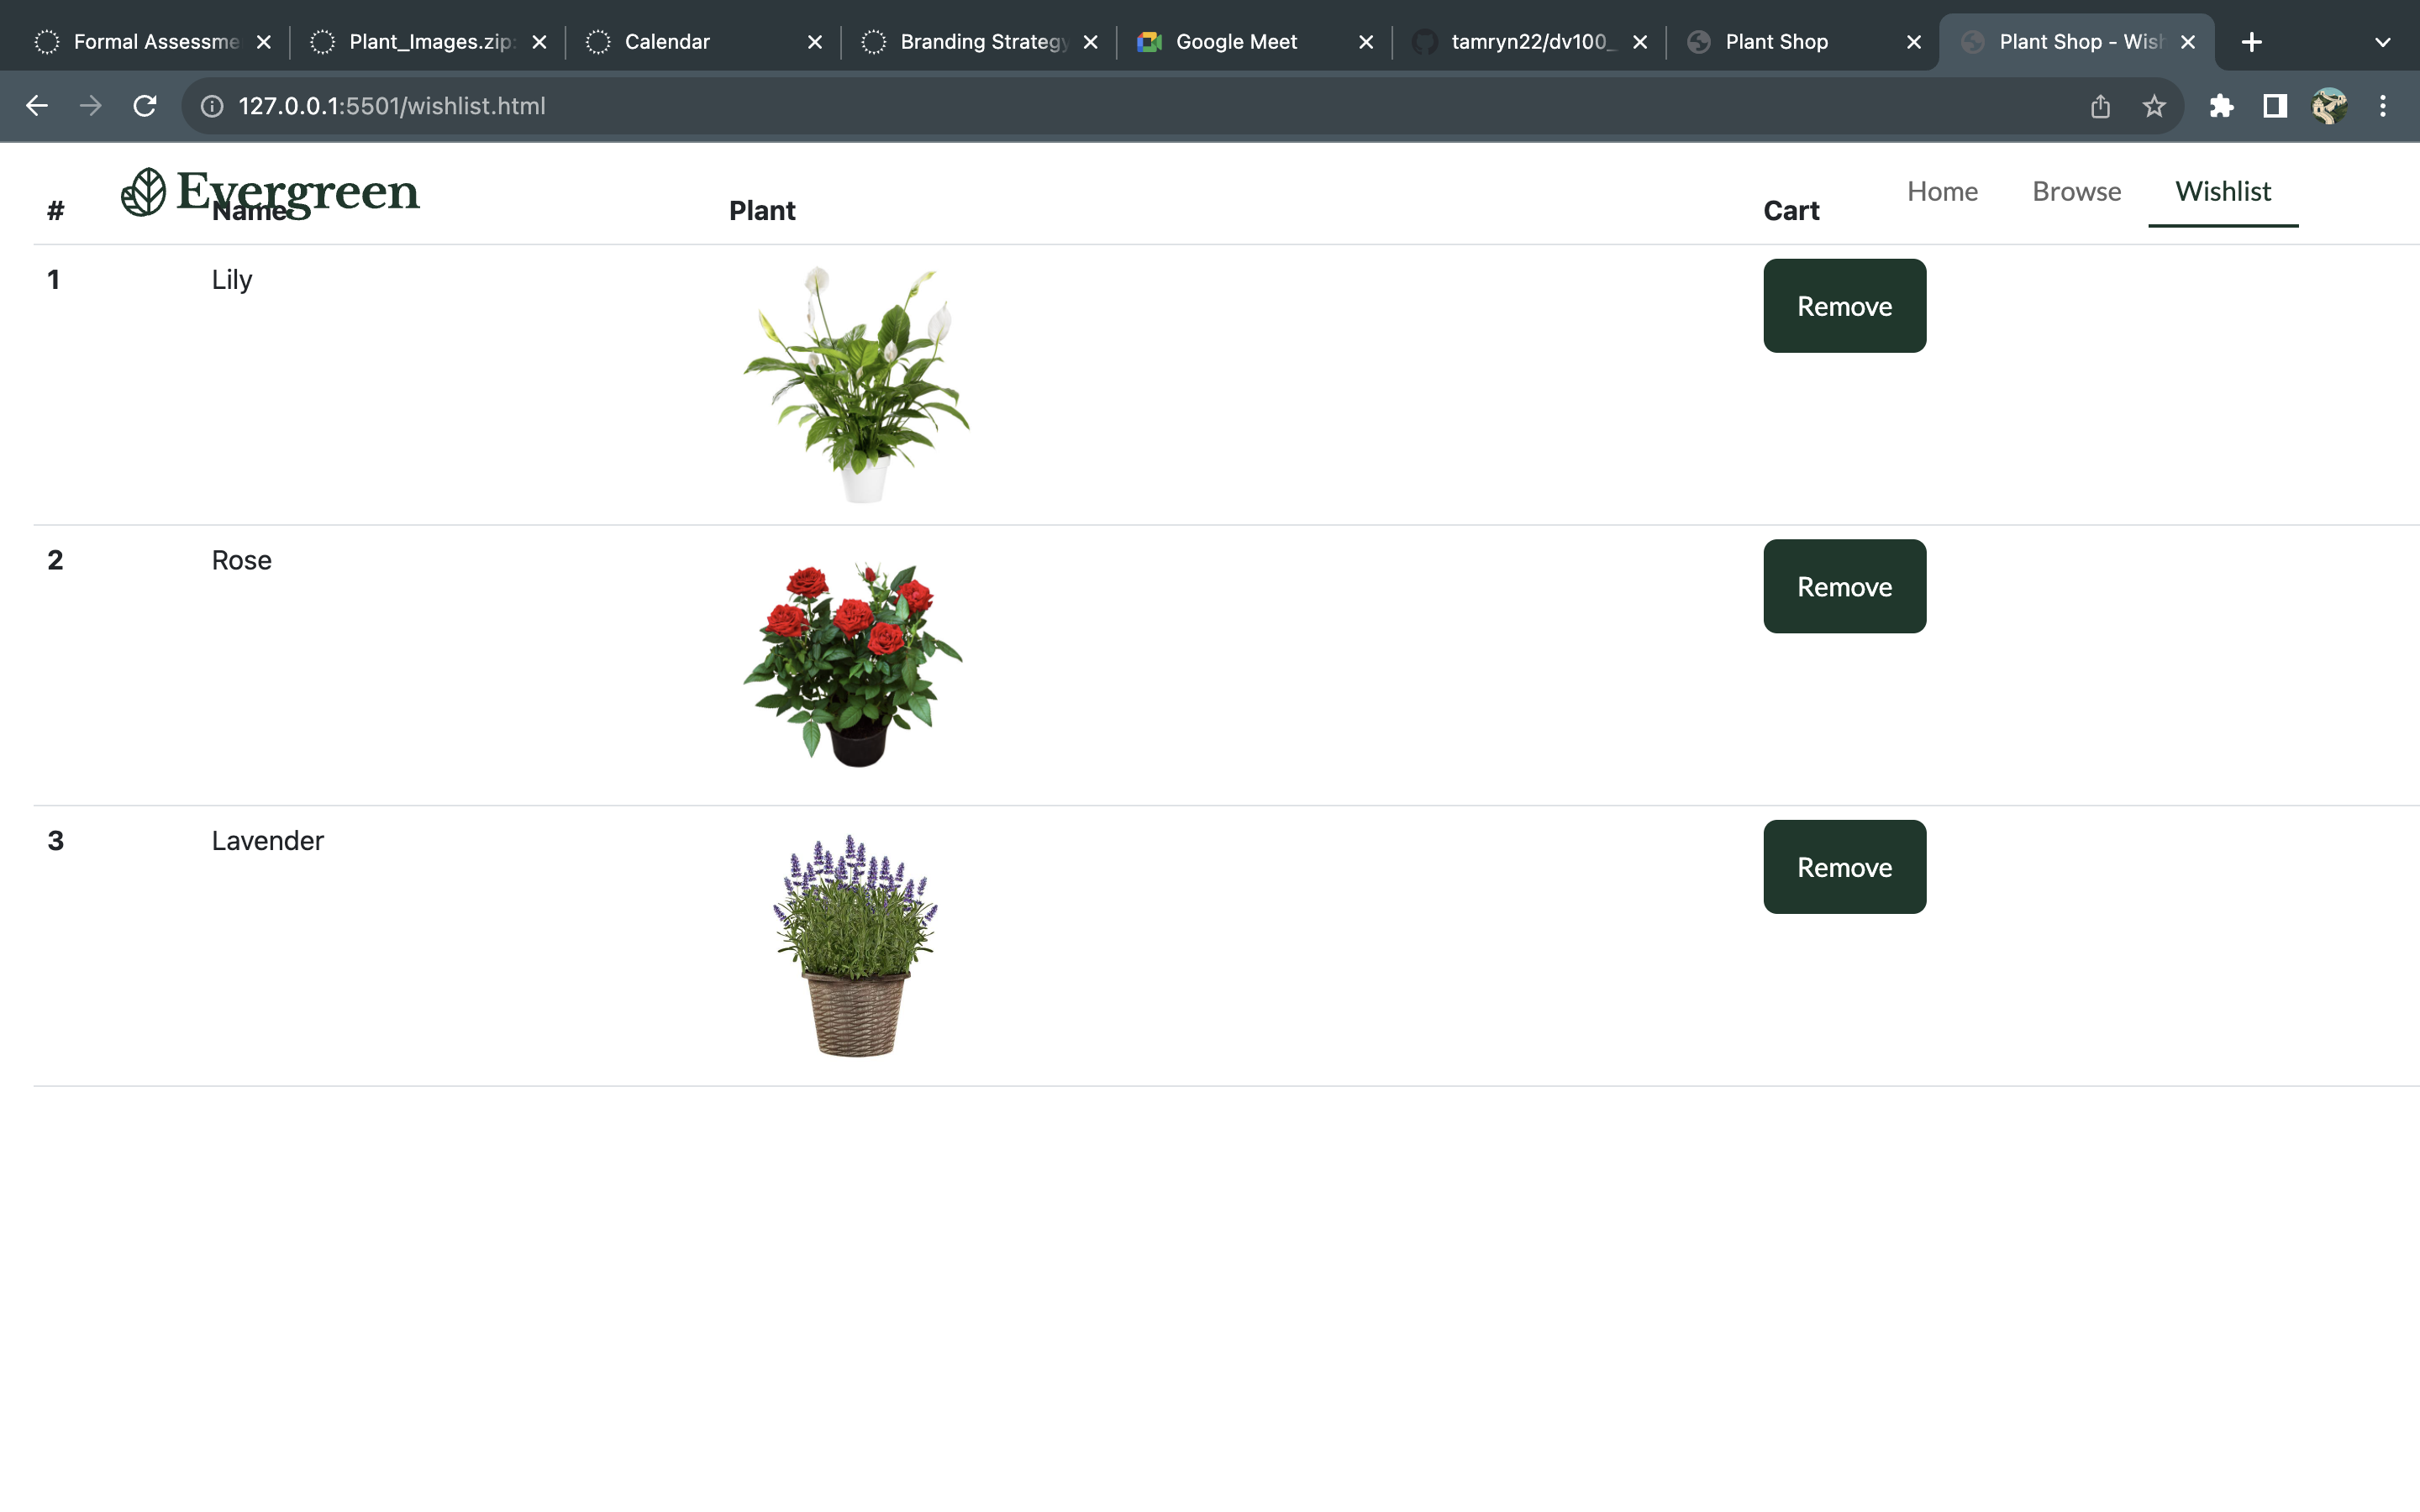 Formal Assessme
Plant_Images.zip:
Calendar
Branding Strategy
Google Meet
tamryn22/dv100_
Plant Shop
Plant Shop - Wish
127.0.0.1:5501/wishlist.html
Evergreen
Home
Browse
Wishlist
#
Name
Plant
Cart
1
Lily
Remove
2
Rose
Remove
3
Lavender
Remove